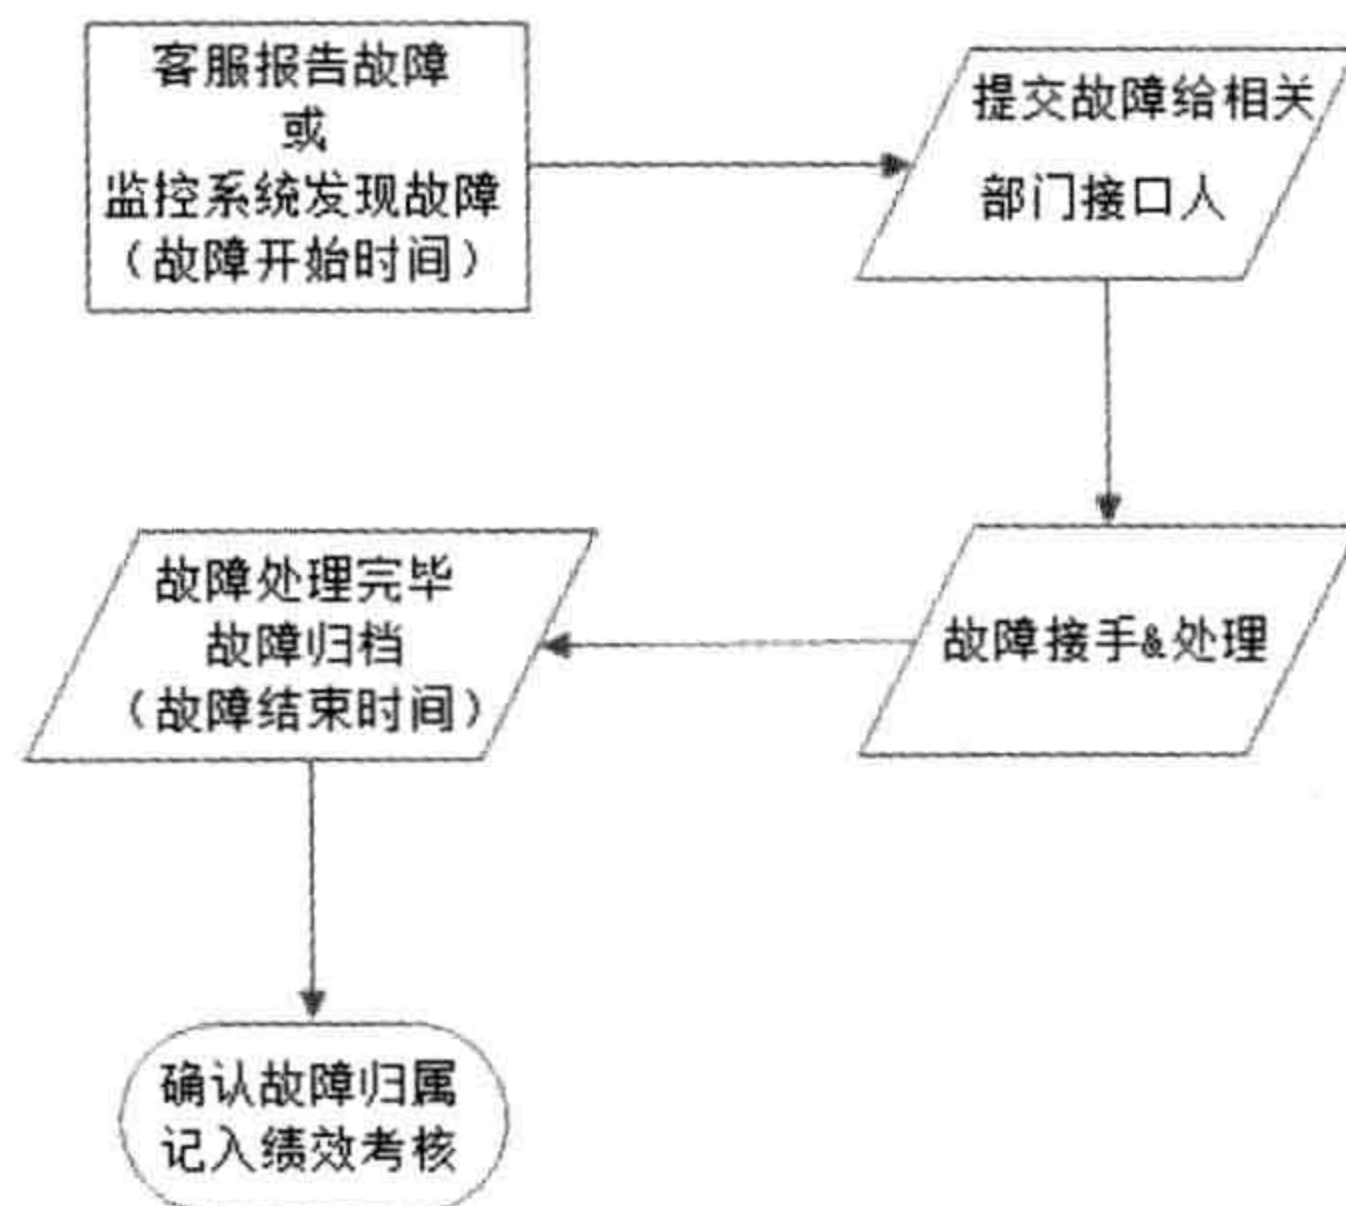 客服报告故障
或
监控系统发现故障
（故障开始时间）
提交故障给相关
部门接口人
故障接手&处理
故障处理完毕
故障归档
（故障结束时间）
确认故障归属
记入绩效考核